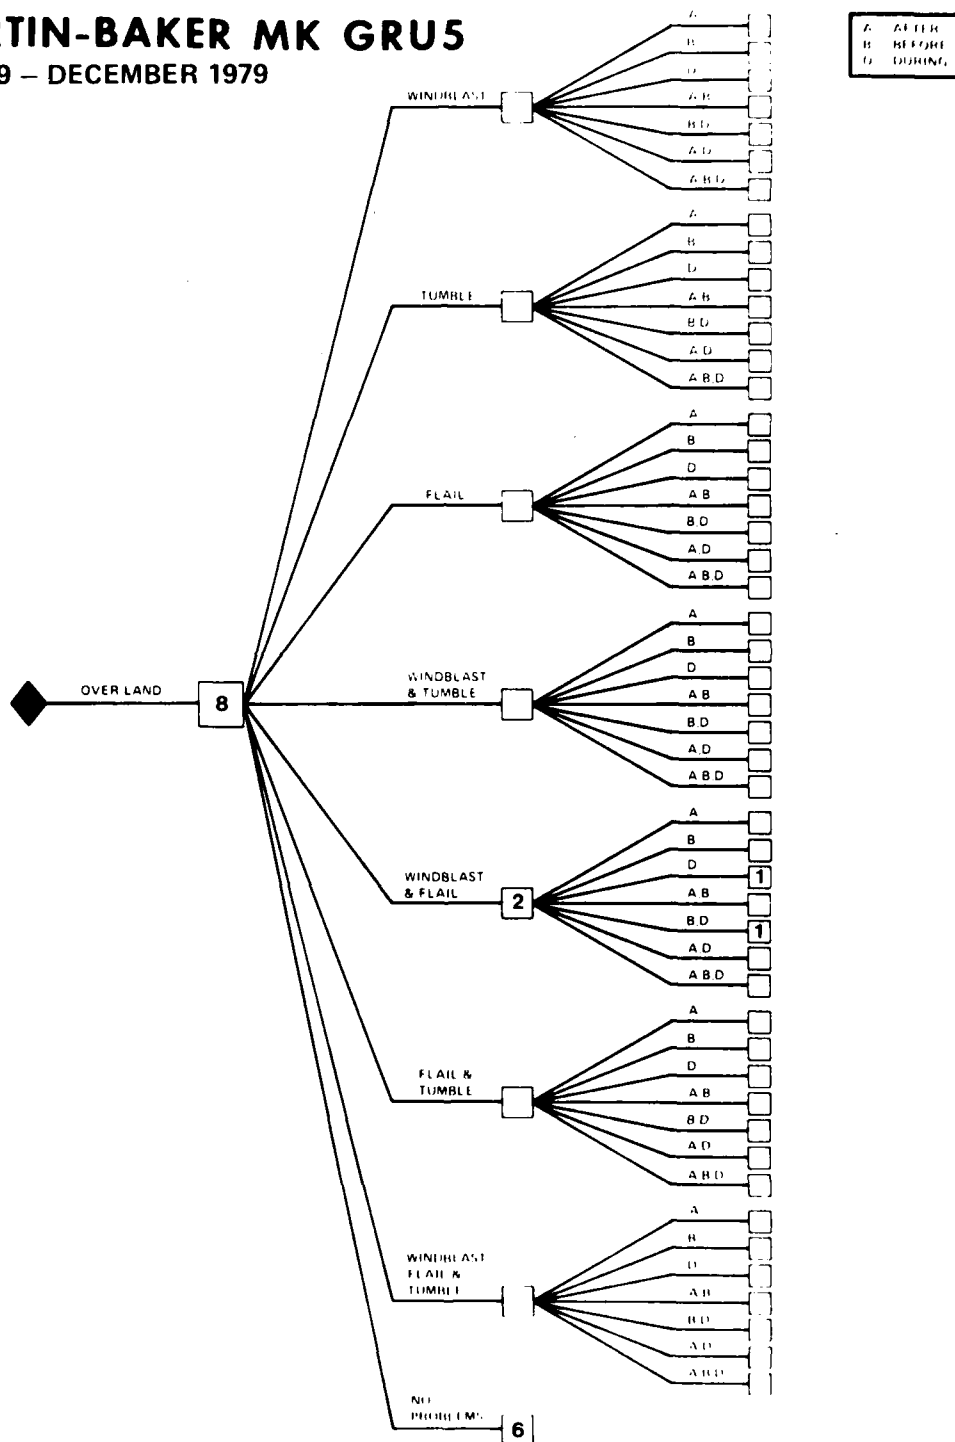 TIN-BAKER MK GRU5
9 – DECEMBER 1979
A AFTER
B BEFORE
D DURING
WINDBLAST
A
B
D
A B
B D
A D
A B D
TUMBLE
A
B
D
A B
B D
A D
A B, D
FLAIL
A
B
D
A B
B, D
A, D
A B, D
OVER LAND
8
WINDBLAST
& TUMBLE
A
B
D
A B
B, D
A, D
A B, D
WINDBLAST
& FLAIL
2
A
B
D
1
A B
B, D
1
A D
A B, D
FLAIL &
TUMBLE
A
B
D
A B
B D
A D
A B D
WINDBLAST
FLAIL &
TUMBLE
A
B
D
A B
B D
A D
A B D
NO
PROBLEMS
6